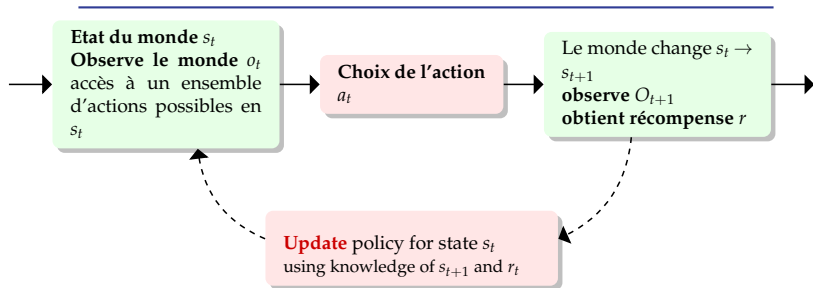 Etat du monde s_t
Observe le monde o_t
accès à un ensemble
d'actions possibles en
s_t
Choix de l'action
a_t
Le monde change s_t →
s_{t+1}
observe O_{t+1}
obtient récompense r
Update policy for state s_t
using knowledge of s_{t+1} and r_t